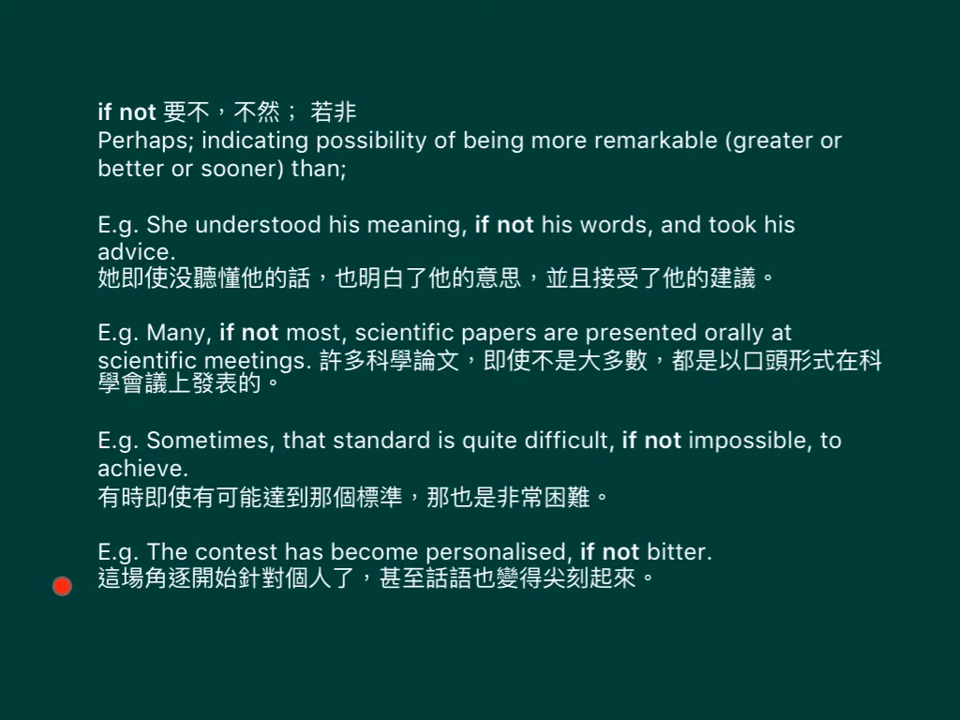 if not 要不，不然； 若非
Perhaps; indicating possibility of being more remarkable (greater or
better or sooner) than;
E.g. She understood his meaning, if not his words, and took his
advice.
她即使没聽懂他的話，也明白了他的意思，並且接受了他的建議。
E.g. Many, if not most, scientific papers are presented orally at
scientific meetings. 許多科學論文，即使不是大多數，都是以口頭形式在科
學會議上發表的。
E.g. Sometimes, that standard is quite difficult, if not impossible, to
achieve.
有時即使有可能達到那個標準，那也是非常困難。
E.g. The contest has become personalised, if not bitter.
這場角逐開始針對個人了，甚至話語也變得尖刻起來。